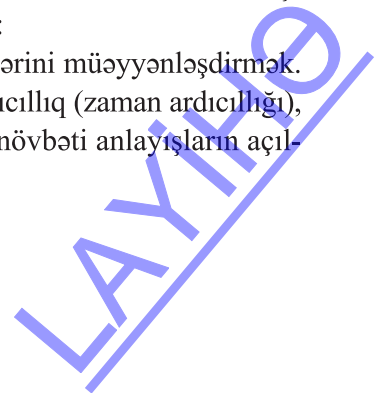 :
ərini müəyyənləşdirmək.
ıcıllıq (zaman ardıcıllığı),
növbəti anlayışların açıl-
LAYİHƏ